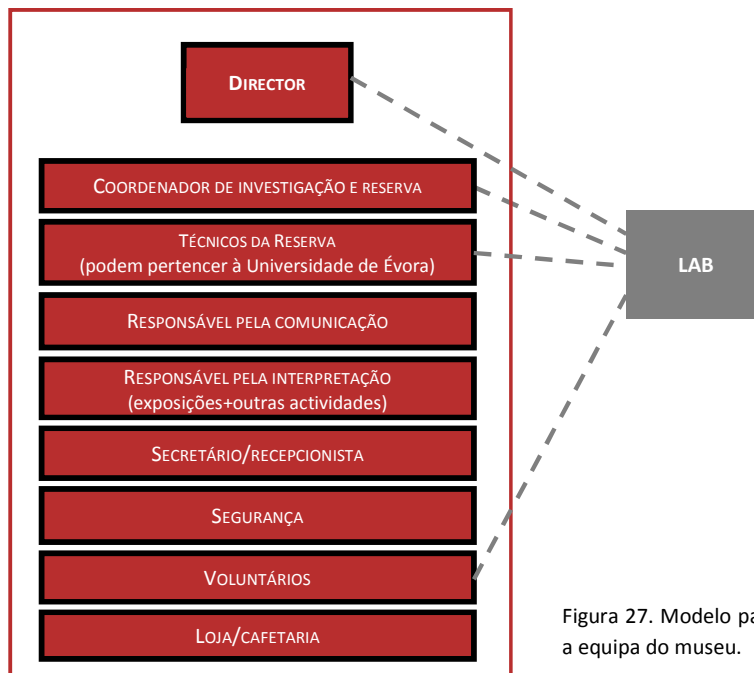 DIRECTOR
COORDENADOR DE INVESTIGAÇÃO E RESERVA
TÉCNICOS DA RESERVA
(podem pertencer à Universidade de Évora)
LAB
RESPONSÁVEL PELA COMUNICAÇÃO
RESPONSÁVEL PELA INTERPRETAÇÃO
(exposições+outras actividades)
SECRETÁRIO/RECEPCIONISTA
SEGURANÇA
VOLUNTÁRIOS
LOJA/CAFETARIA
Figura 27. Modelo
a equipa do museu.